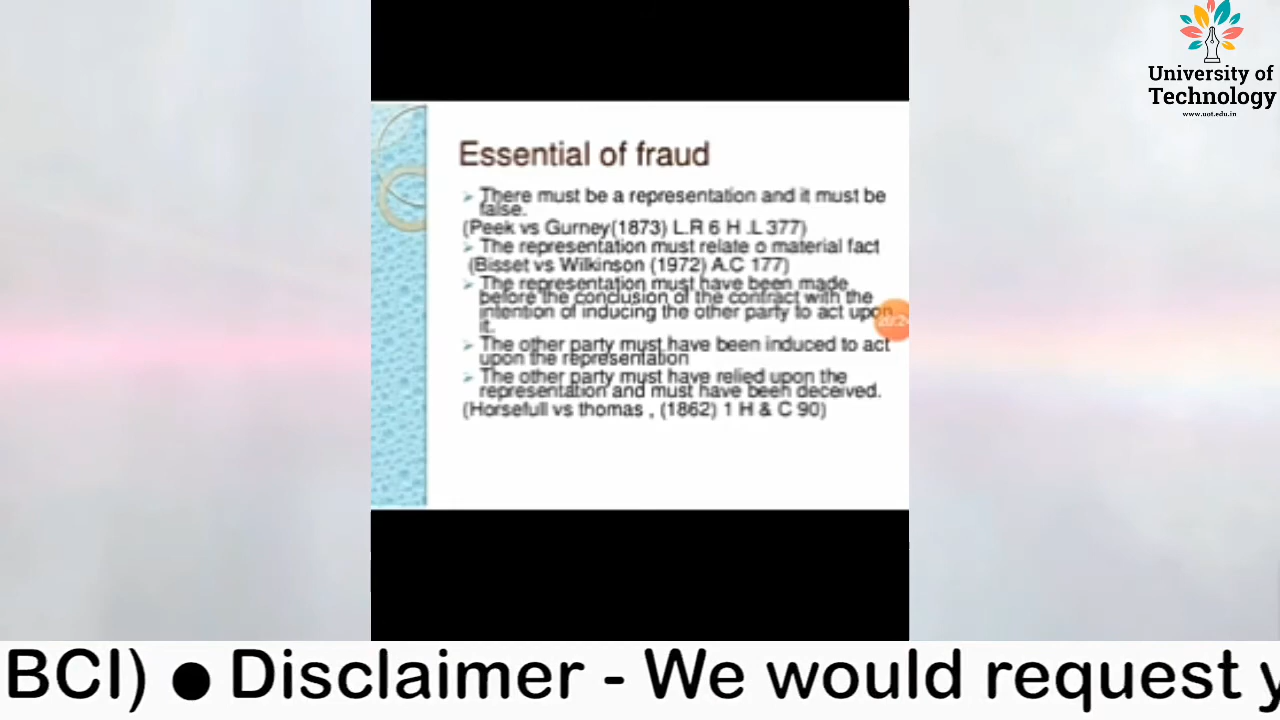 University of
Technology
www.uot.edu.in
Essential of fraud
➢ There must be a representation and it must be
false.
(Peek vs Gurney(1873) L.R 6 H .L 377)
➢ The representation must relate o material fact
(Bisset vs Wilkinson (1972) A.C 177)
➢ The representation must have been made
before the conclusion of the contract with the
intention of inducing the other party to act upon
it.
➢ The other party must have been induced to act
upon the representation
➢ The other party must have relied upon the
representation and must have been deceived.
(Horsefull vs thomas , (1862) 1 H & C 90)
BCI) ● Disclaimer - We would request y